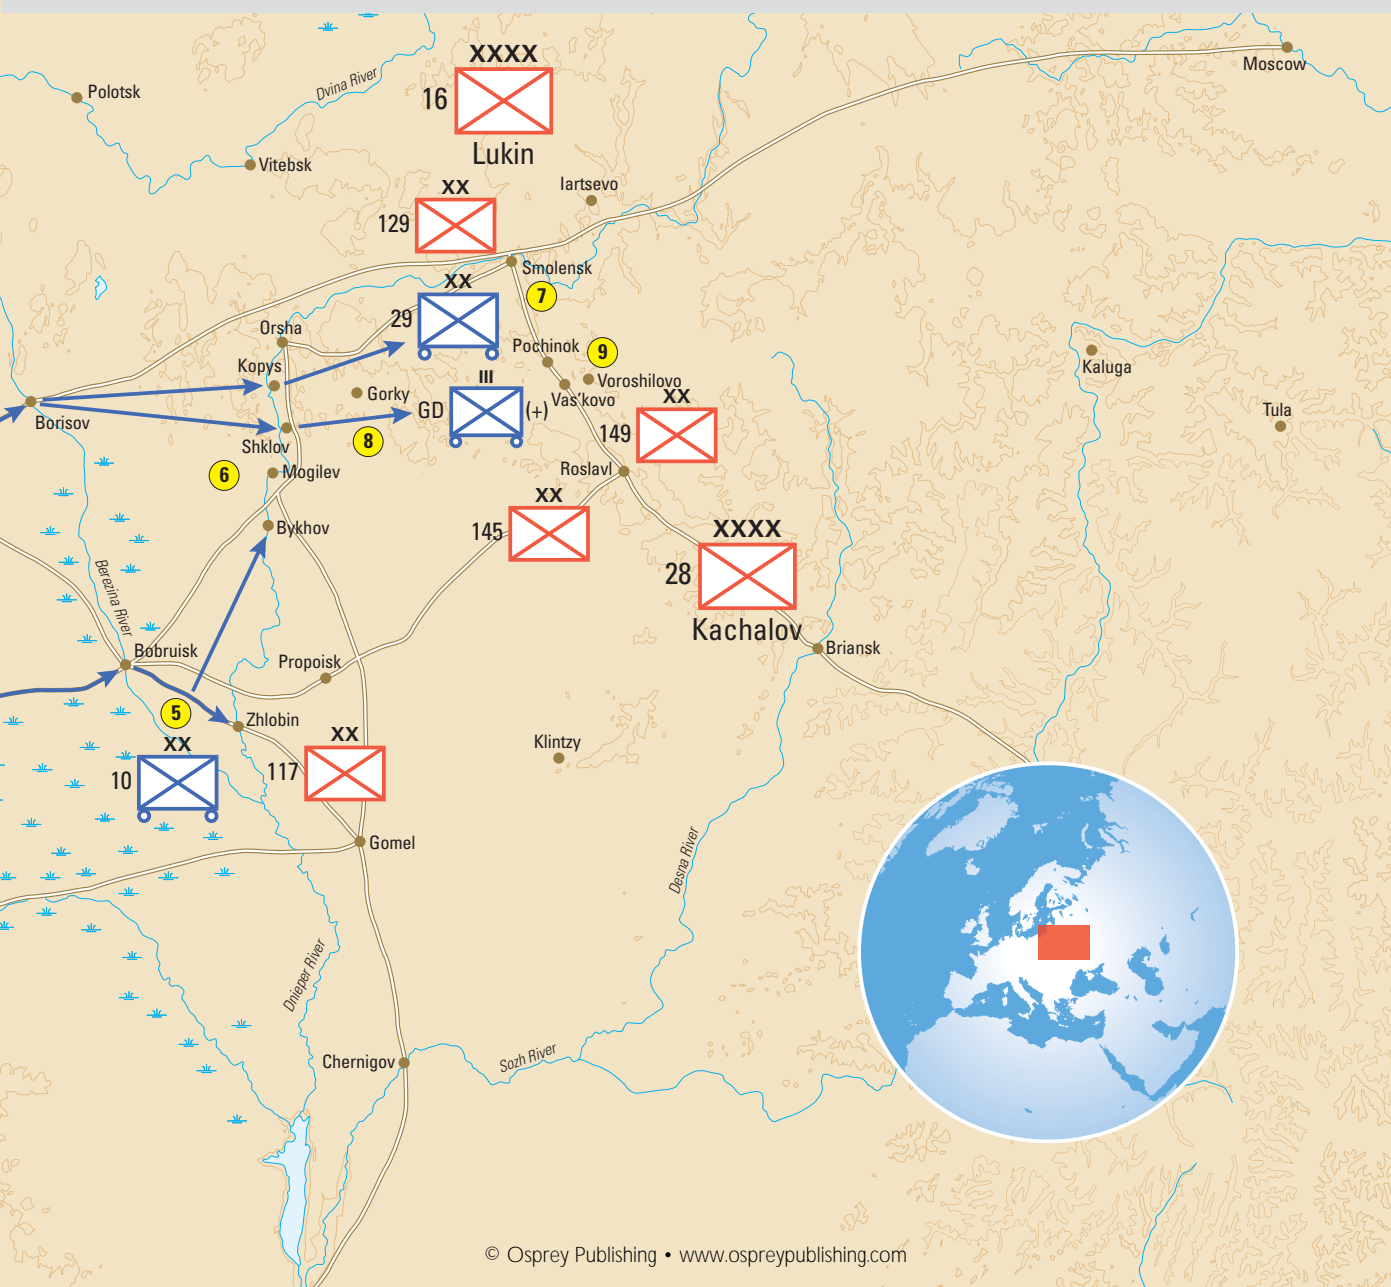 XXXX
16
Lukin
Moscow
Polotsk
Dvina River
Vitebsk
XX
129
Iartsevo
Smolensk
XX
29
7
Orsha
Kopys
Pochinok
9
Voroshilovo
Vas'kovo
Gorky
III
GD
(+)
XX
149
Borisov
Shklov
8
6
Mogilev
Roslavl
Kaluga
Tula
XX
145
Bykhov
XXXX
28
Kachalov
Berezina River
Bobruisk
Briansk
Propoisk
5
Zhlobin
XX
10
XX
117
Klintzy
Gomel
Desna River
Dnieper River
Chernigov
Sozh River
© Osprey Publishing • www.ospreypublishing.com